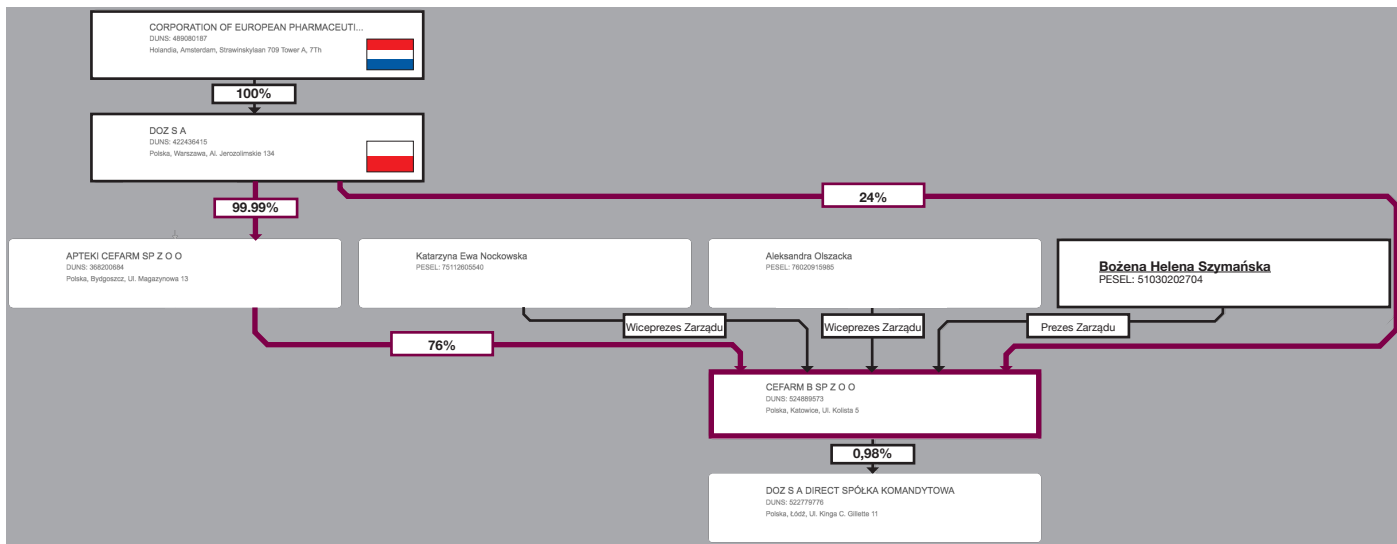 CORPORATION OF EUROPEAN PHARMACEUTI...
DUNS: 489080187
Holandia, Amsterdam, Strawinskylaan 709 Tower A, 7Th
100%
DOZ S A
DUNS: 422436415
Polska, Warszawa, Al. Jerozolimskie 134
99.99%
24%
APTEKI CEFARM SP Z O O
DUNS: 368200884
Polska, Bydgoszcz, Ul. Magazynowa 13
Katarzyna Ewa Nockowska
PESEL: 75112605540
Aleksandra Olszacka
PESEL: 76020915985
Bożena Helena Szymańska
PESEL: 51030202704
Wiceprezes Zarządu
Wiceprezes Zarządu
Prezes Zarządu
76%
CEFARM B SP Z O O
DUNS: 524889573
Polska, Katowice, Ul. Kolista 5
0,98%
DOZ S A DIRECT SPÓŁKA KOMANDYTOWA
DUNS: 522779776
Polska, Łódź, Ul. Kinga C. Gillette 11